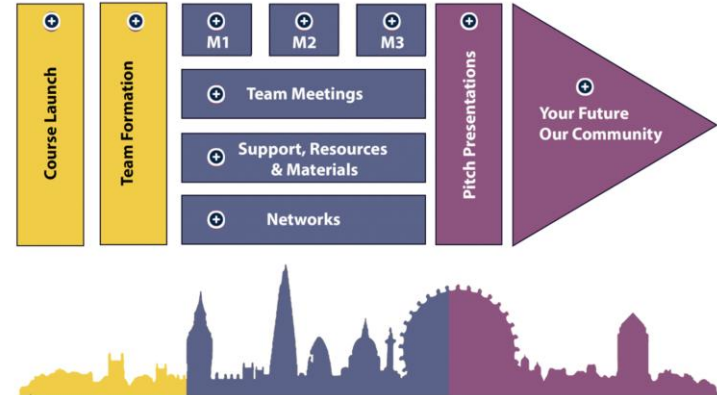 Course Launch
Team Formation
M1
M2
M3
Team Meetings
Support, Resources
& Materials
Networks
Pitch Presentations
Your Future
Our Community